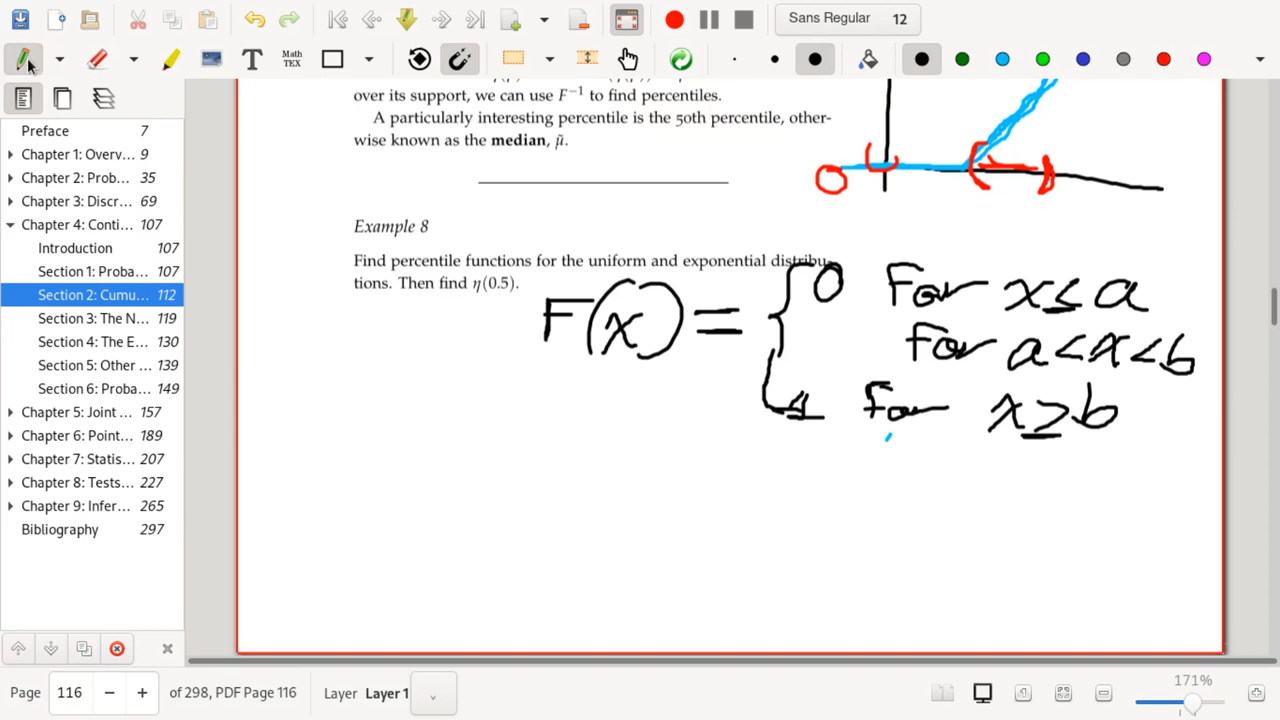 Sans Regular 12
T Math TEX
Preface 7
Chapter 1: Overv... 9
Chapter 2: Prob... 35
Chapter 3: Discr... 69
Chapter 4: Conti... 107
Introduction 107
Section 1: Proba... 107
Section 2: Cumu... 112
Section 3: The N... 119
Section 4: The E... 130
Section 5: Other ... 139
Section 6: Proba... 149
Chapter 5: Joint ... 157
Chapter 6: Point... 189
Chapter 7: Statis... 207
Chapter 8: Tests... 227
Chapter 9: Infer... 265
Bibliography 297
over its support, we can use F⁻¹ to find percentiles.
A particularly interesting percentile is the 50th percentile, other-
wise known as the median, μ̃.
Example 8
Find percentile functions for the uniform and exponential distribu-
tions. Then find η(0.5).
F(x) = { 0 for x ≤ a
for a < x < b
1 for x ≥ b
Page 116 of 298, PDF Page 116 Layer Layer 1 171%